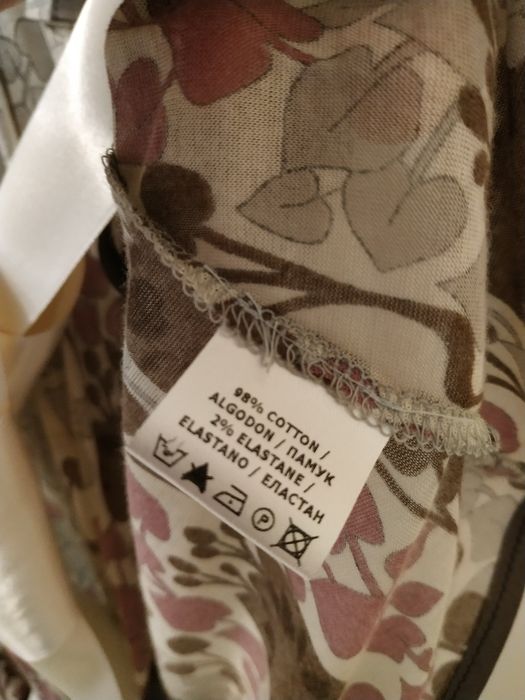 98% COTTON /
ALGODON / ПАМУК
2% ELASTANE /
ELASTANO / ЕЛАСТАН
P